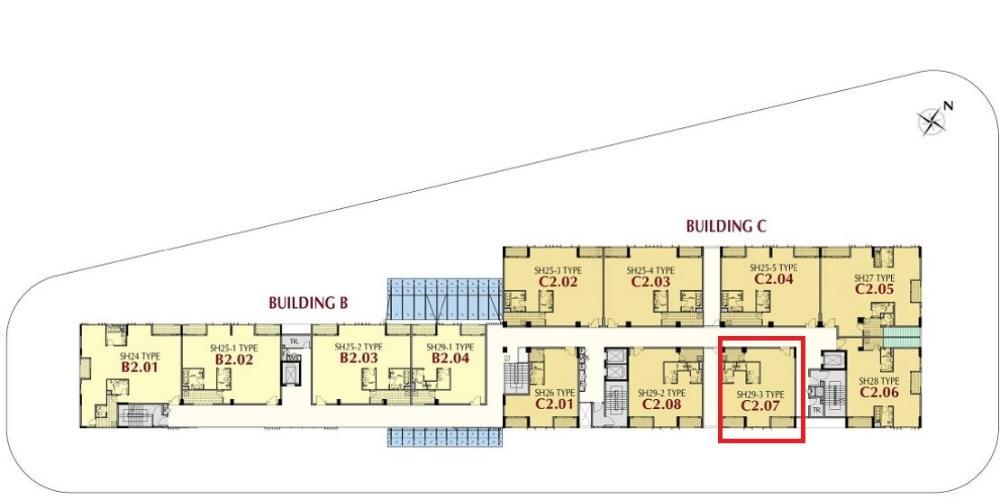 N
BUILDING C
SH25-3 TYPE
C2.02
SH25-4 TYPE
C2.03
SH25-5 TYPE
C2.04
SH27 TYPE
C2.05
BUILDING B
SH24 TYPE
B2.01
SH25-1 TYPE
B2.02
TR.
SH25-2 TYPE
B2.03
SH29-1 TYPE
B2.04
SH26 TYPE
C2.01
SH29-2 TYPE
C2.08
SH29-3 TYPE
C2.07
TR.
SH28 TYPE
C2.06